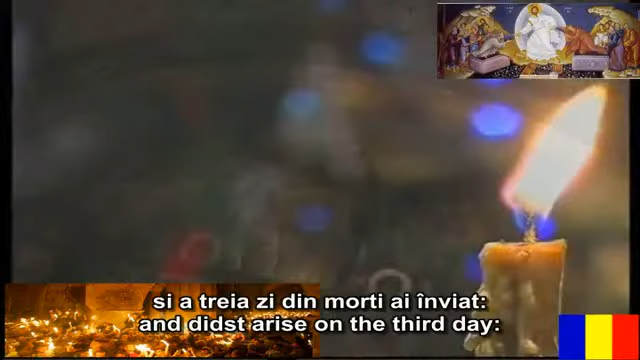 si a treia zi din morti ai înviat:
and didst arise on the third day: